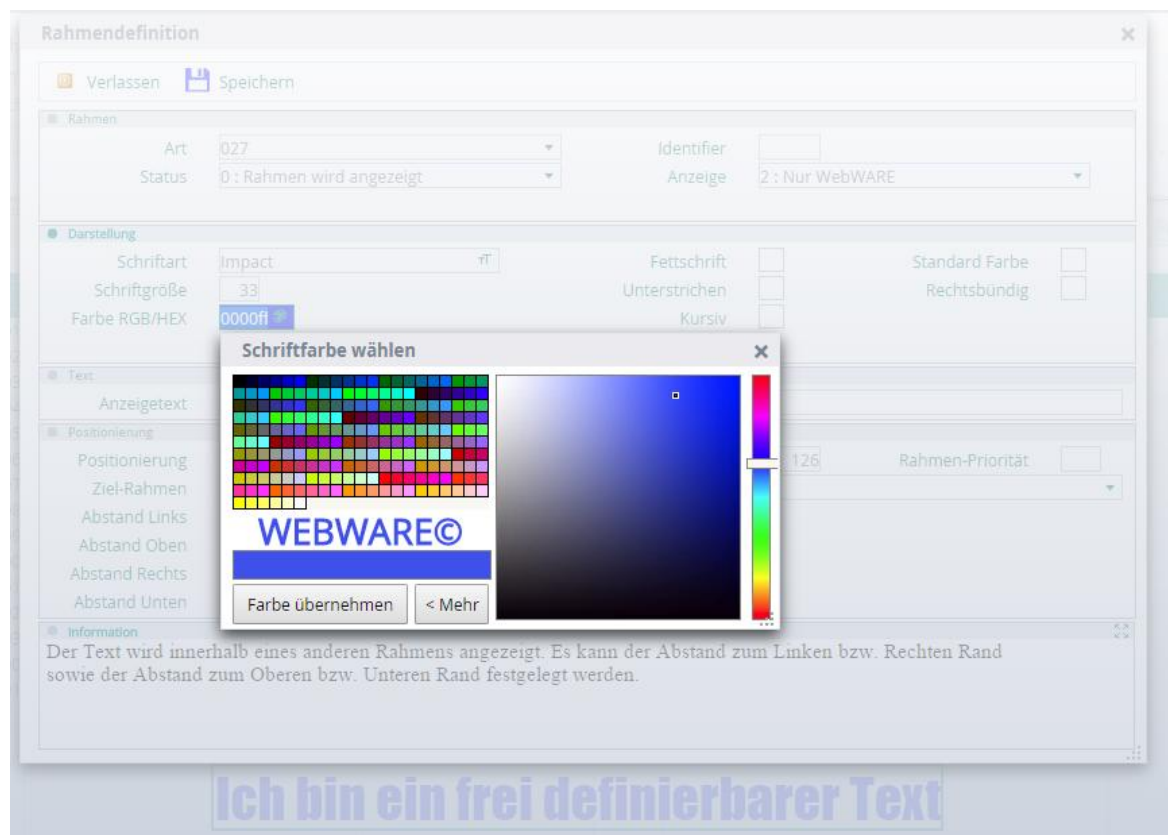 Rahmendefinition
Verlassen Speichern
Rahmen
Art 027 Identifier
Status 0 : Rahmen wird angezeigt Anzeige 2 : Nur WebWARE
Darstellung
Schriftart Impact Fettschrift Standard Farbe
Schriftgröße 33 Unterstrichen Rechtsbündig
Farbe RGB/HEX 0000ff Kursiv
Schriftfarbe wählen
Text
Anzeigetext
Positionierung
Positionierung 126 Rahmen-Priorität
Ziel-Rahmen
Abstand Links
WEBWARE©
Abstand Oben
Abstand Rechts
Abstand Unten
Farbe übernehmen < Mehr
Information
Der Text wird innerhalb eines anderen Rahmens angezeigt. Es kann der Abstand zum Linken bzw. Rechten Rand
sowie der Abstand zum Oberen bzw. Unteren Rand festgelegt werden.
Ich bin ein frei definierbarer Text